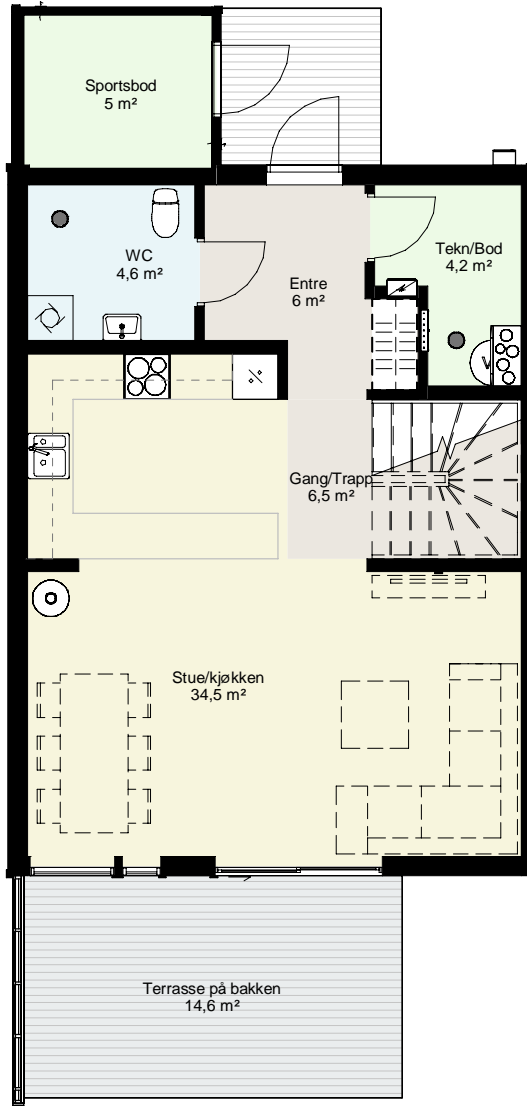 Sportsbod
5 m²
WC
4,6 m²
Entre
6 m²
Tekn/Bod
4,2 m²
Gang/Trapp
6,5 m²
Stue/kjøkken
34,5 m²
Terrasse på bakken
14,6 m²